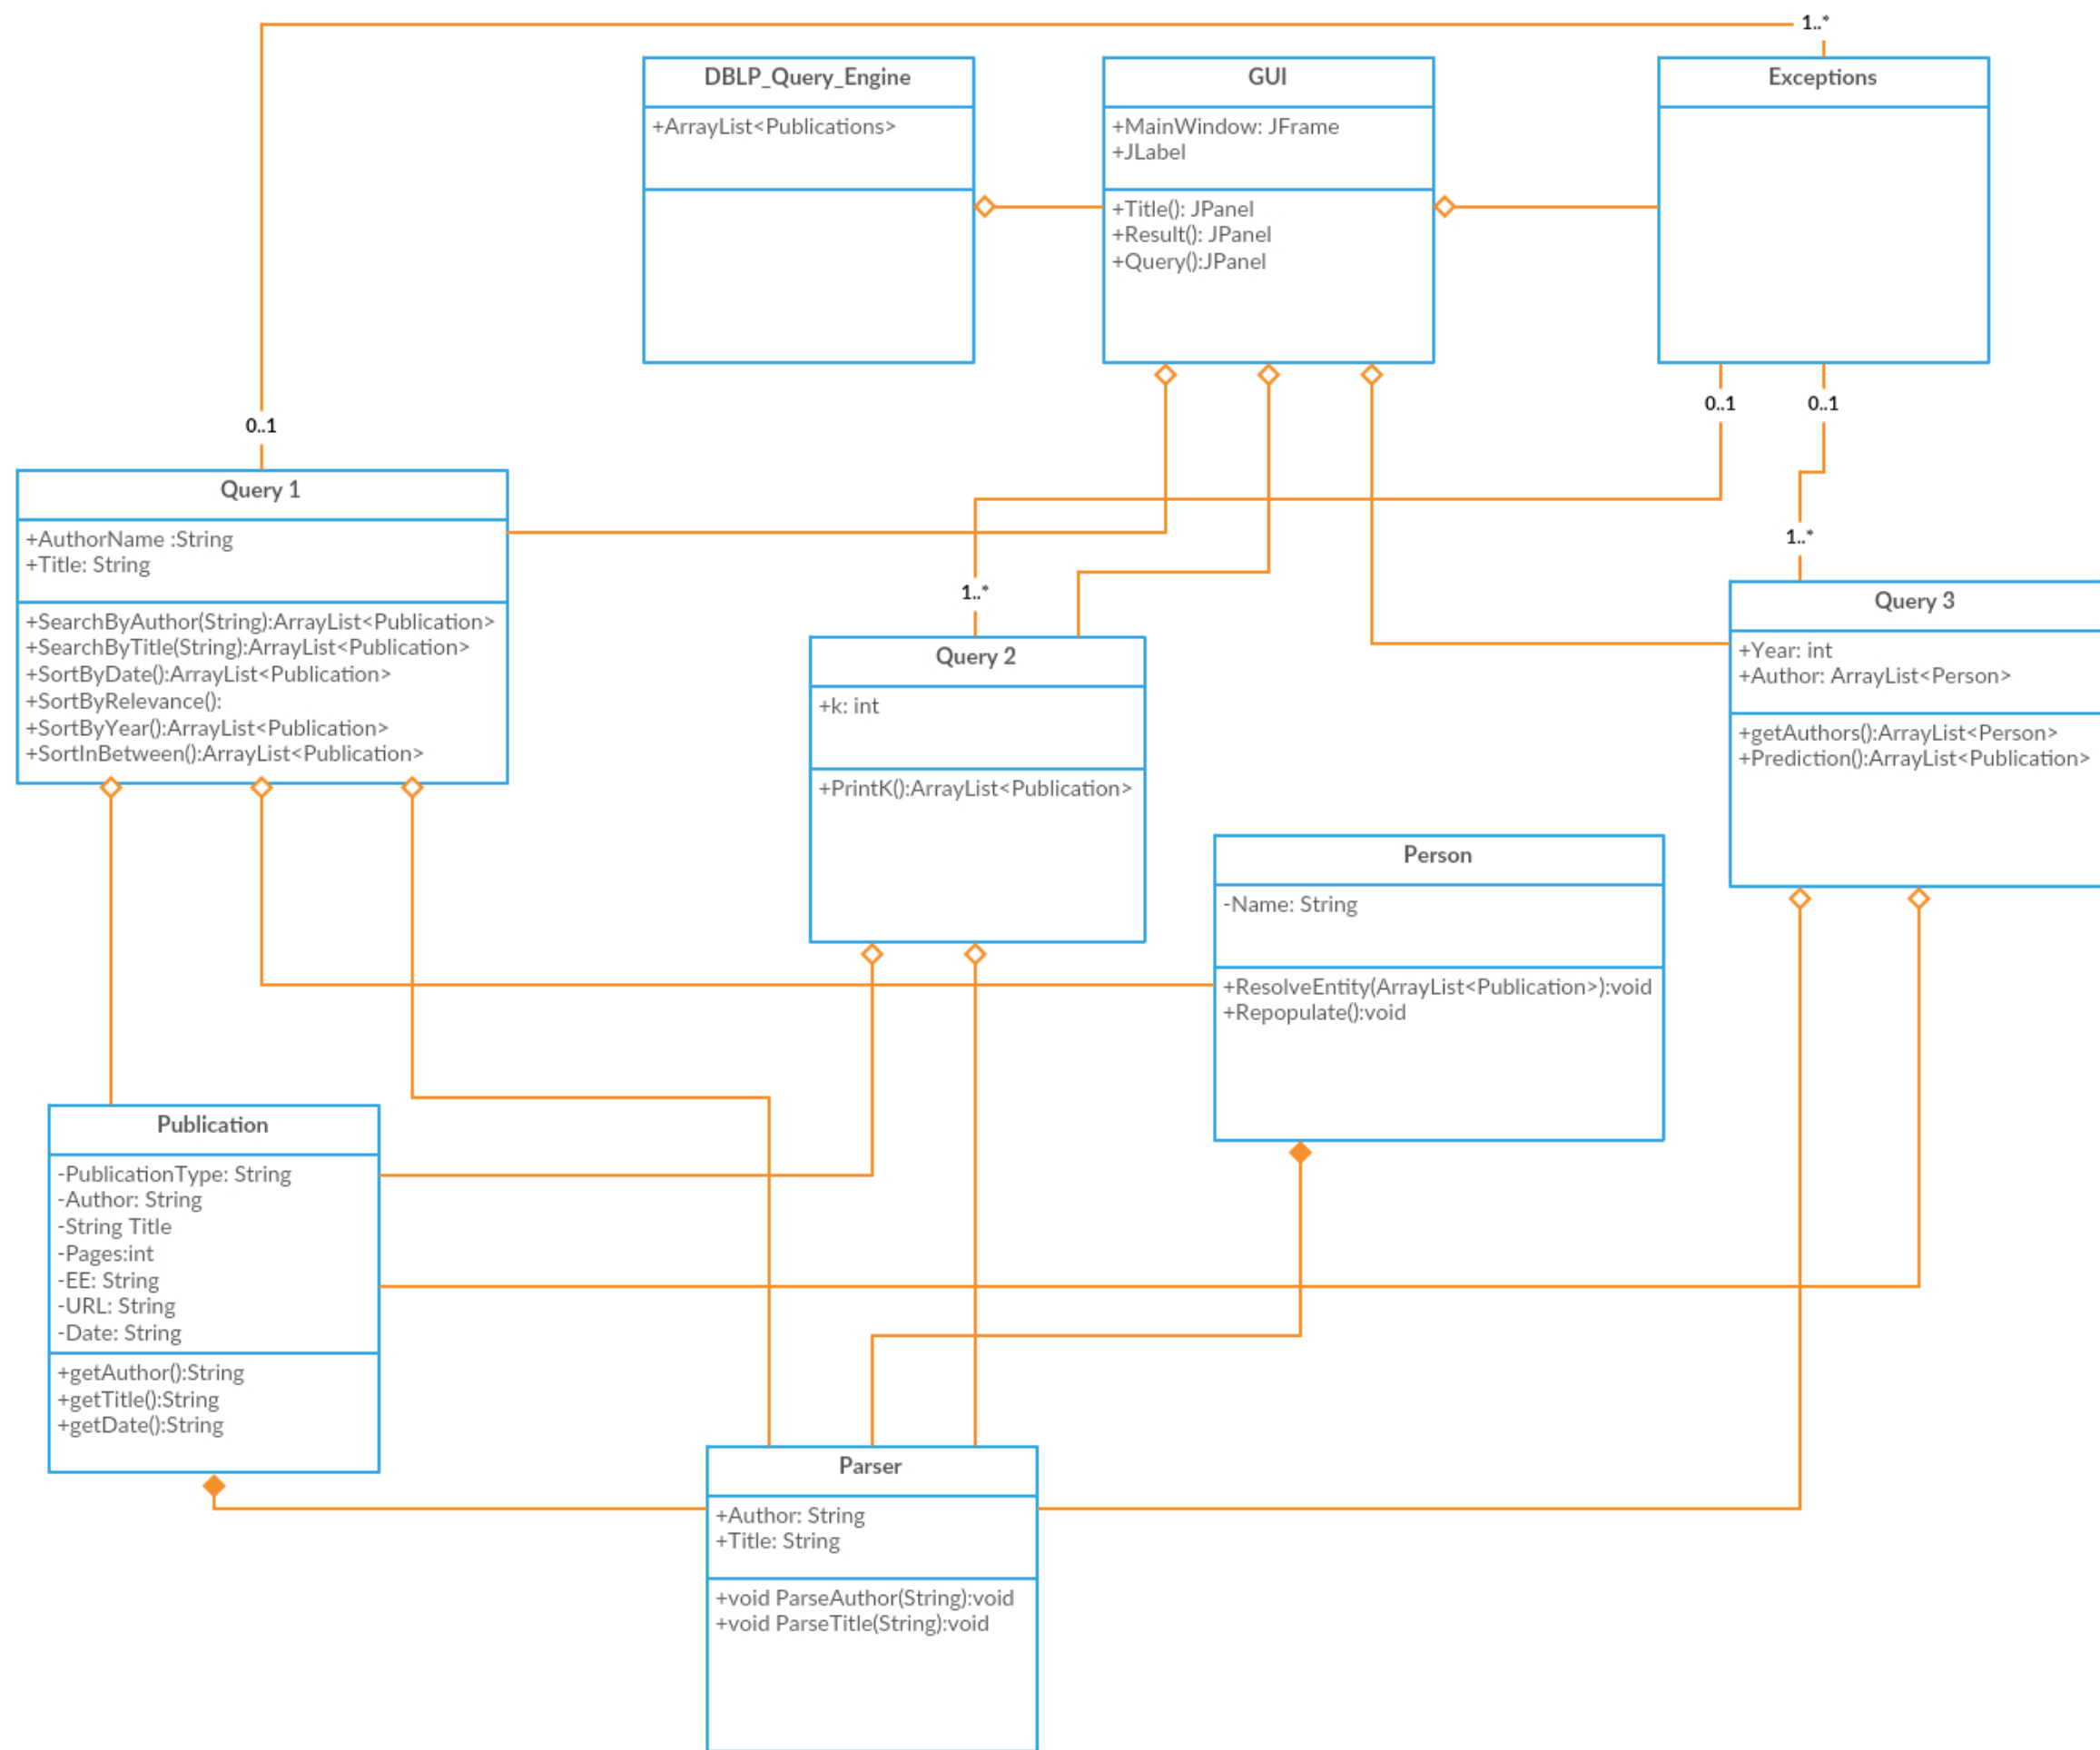 1..*
DBLP_Query_Engine
+ArrayList<Publications>
GUI
+MainWindow: JFrame
+JLabel
+Title(): JPanel
+Result(): JPanel
+Query():JPanel
Exceptions
0..1
0..1
0..1
Query 1
+AuthorName :String
+Title: String
+SearchByAuthor(String):ArrayList<Publication>
+SearchByTitle(String):ArrayList<Publication>
+SortByDate():ArrayList<Publication>
+SortByRelevance():
+SortByYear():ArrayList<Publication>
+SortInBetween():ArrayList<Publication>
1..*
Query 2
+k: int
+PrintK():ArrayList<Publication>
1..*
Query 3
+Year: int
+Author: ArrayList<Person>
+getAuthors():ArrayList<Person>
+Prediction():ArrayList<Publication>
Person
-Name: String
+ResolveEntity(ArrayList<Publication>):void
+Repopulate():void
Publication
-PublicationType: String
-Author: String
-String Title
-Pages:int
-EE: String
-URL: String
-Date: String
+getAuthor():String
+getTitle():String
+getDate():String
Parser
+Author: String
+Title: String
+void ParseAuthor(String):void
+void ParseTitle(String):void